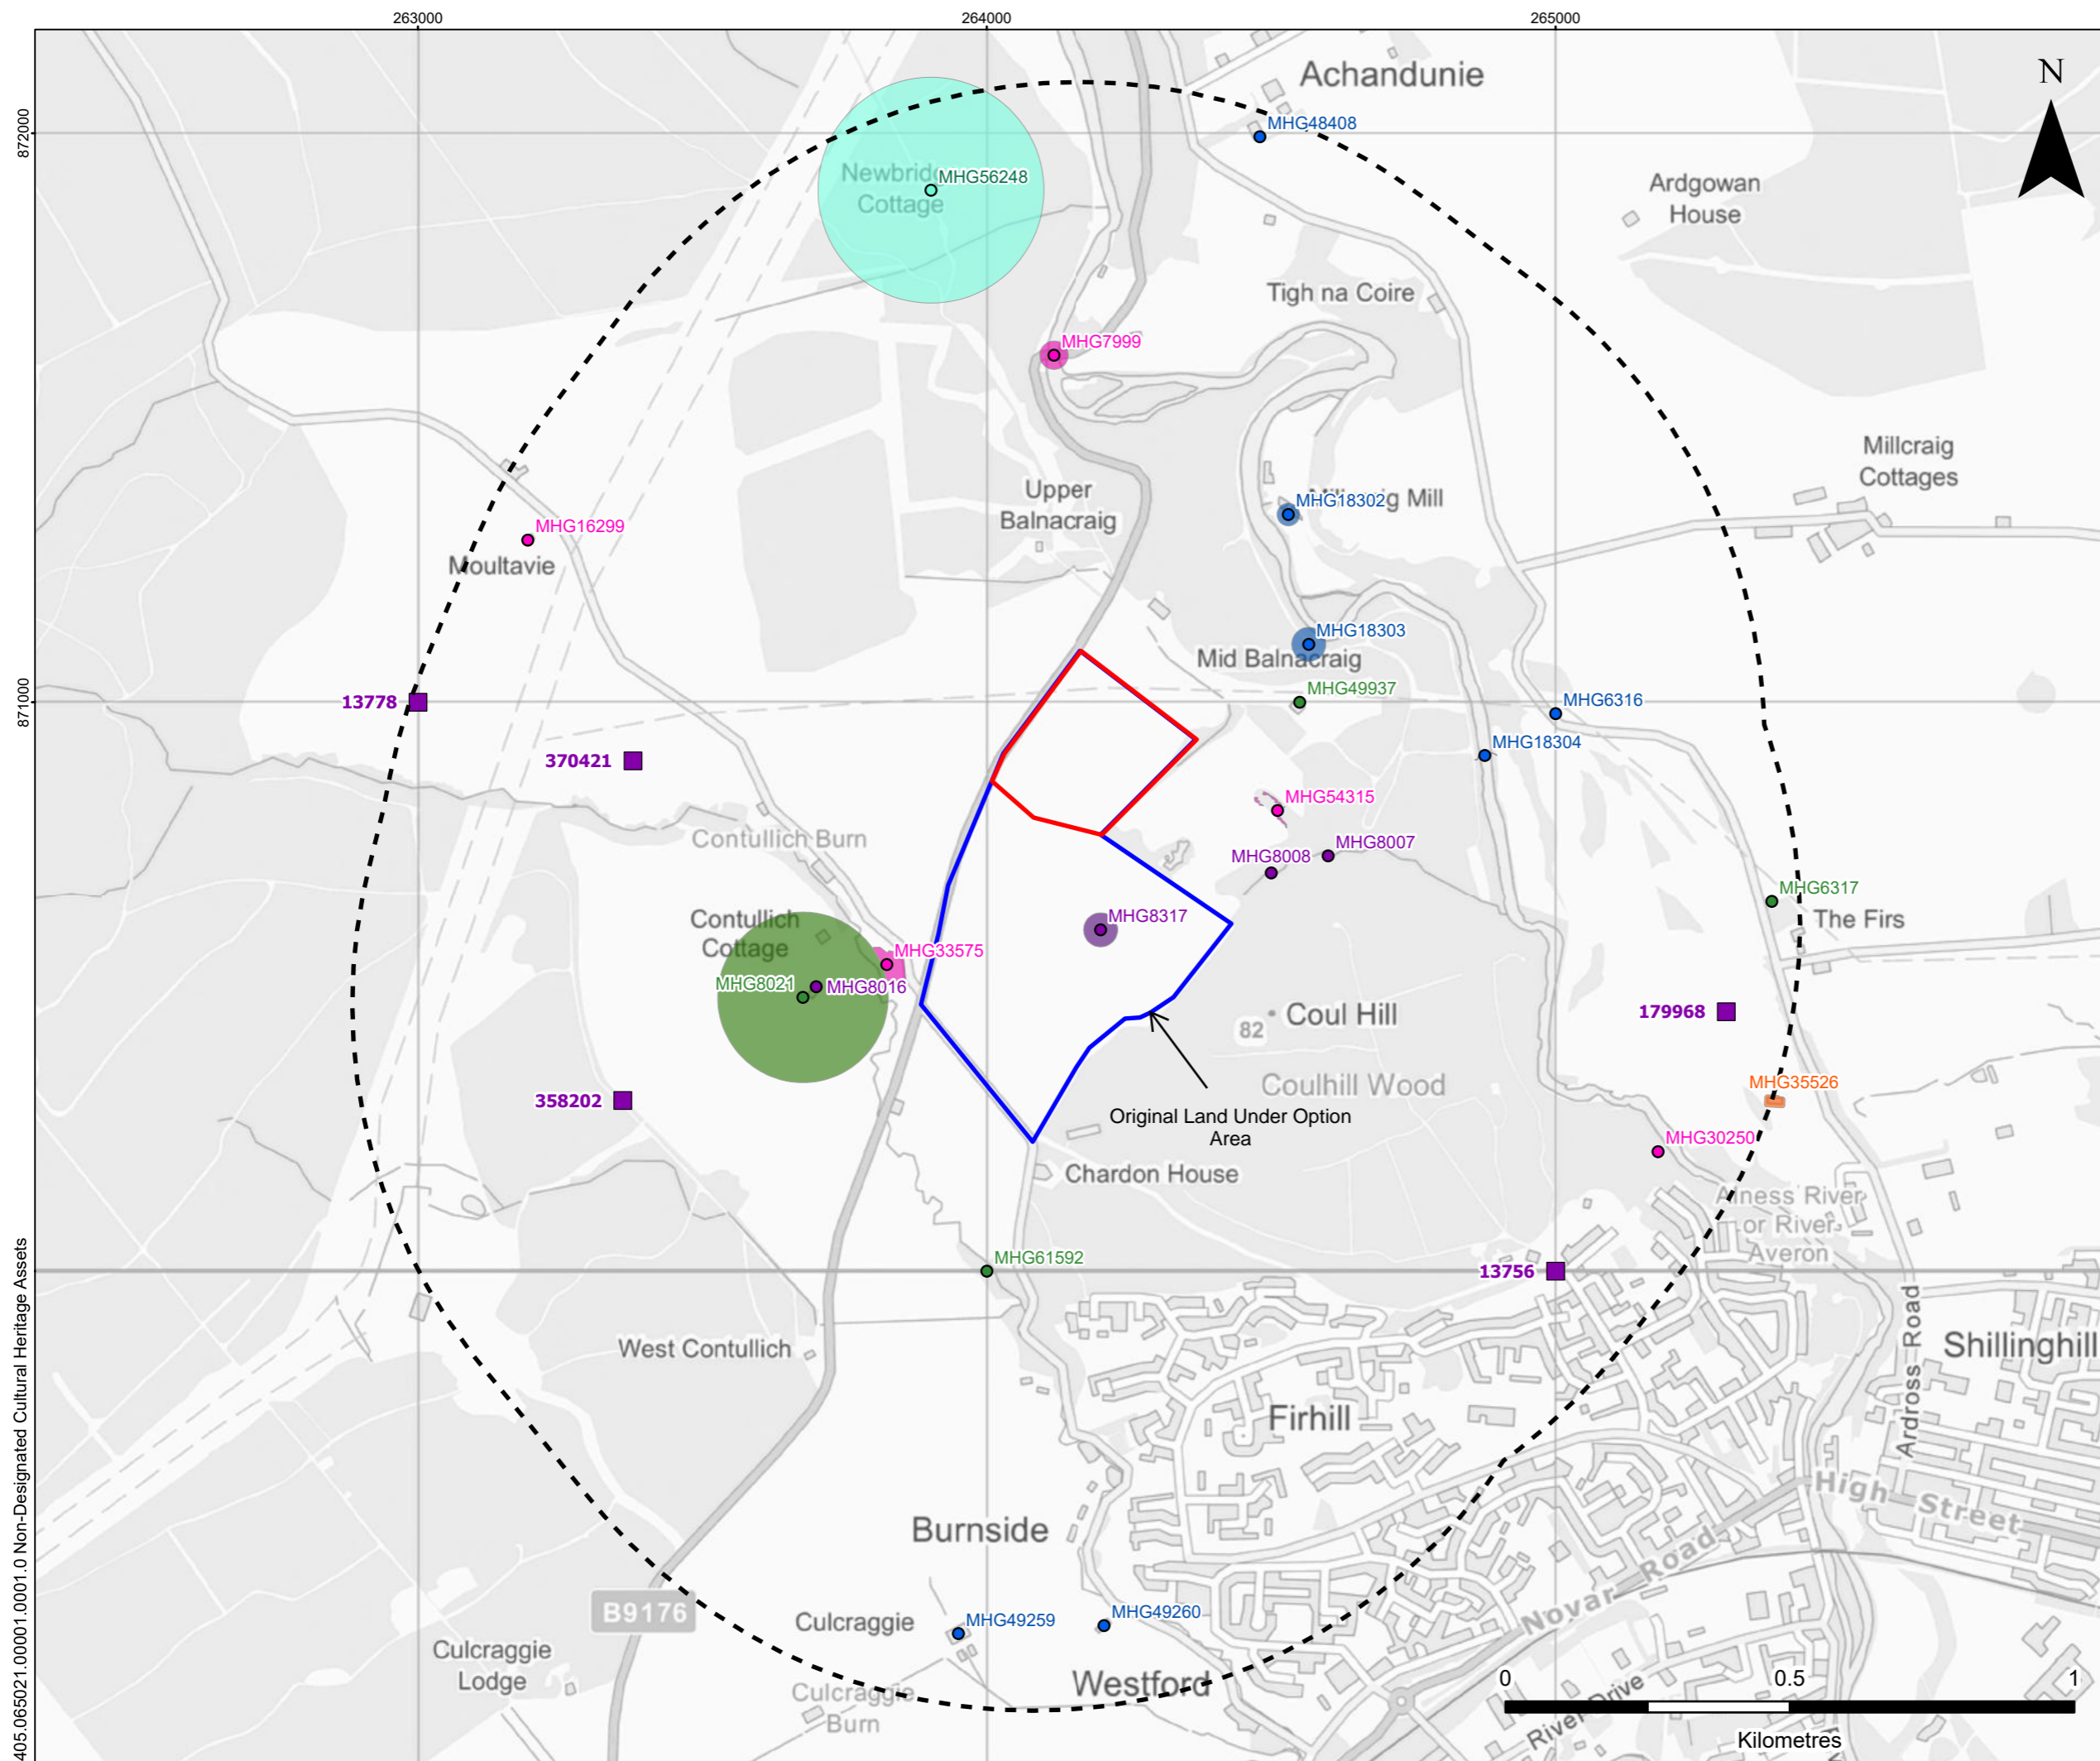 263000
264000
265000
872000
871000
N
Achandunie
MHG48408
Newbridge
Cottage
MHG56248
Ardgowan
House
Tigh na Coire
MHG7999
Millcraig
Cottages
Upper
Balnacraig
MHG18302
Millcraig Mill
MHG16299
Moultavie
MHG18303
Mid Balnacraig
MHG49937
MHG6316
13778
MHG18304
370421
MHG54315
Contullich Burn
MHG8008
MHG8007
MHG6317
The Firs
Contullich
Cottage
MHG8317
MHG33575
MHG8021
MHG8016
179968
82
Coul Hill
Coulhill Wood
MHG35526
358202
Original Land Under Option
Area
MHG30250
Chardon House
Alness River
or River
Averon
MHG61592
13756
West Contullich
Ardross Road
Shillinghill
Firhill
High Street
Burnside
Novar Road
B9176
Culcraggie
MHG49259
MHG49260
Culcraggie
Lodge
Westford
Culcraggie
Burn
River Drive
0
0.5
1
Kilometres
405.06502.00001.0001.0 Non-Designated Cultural Heritage Assets